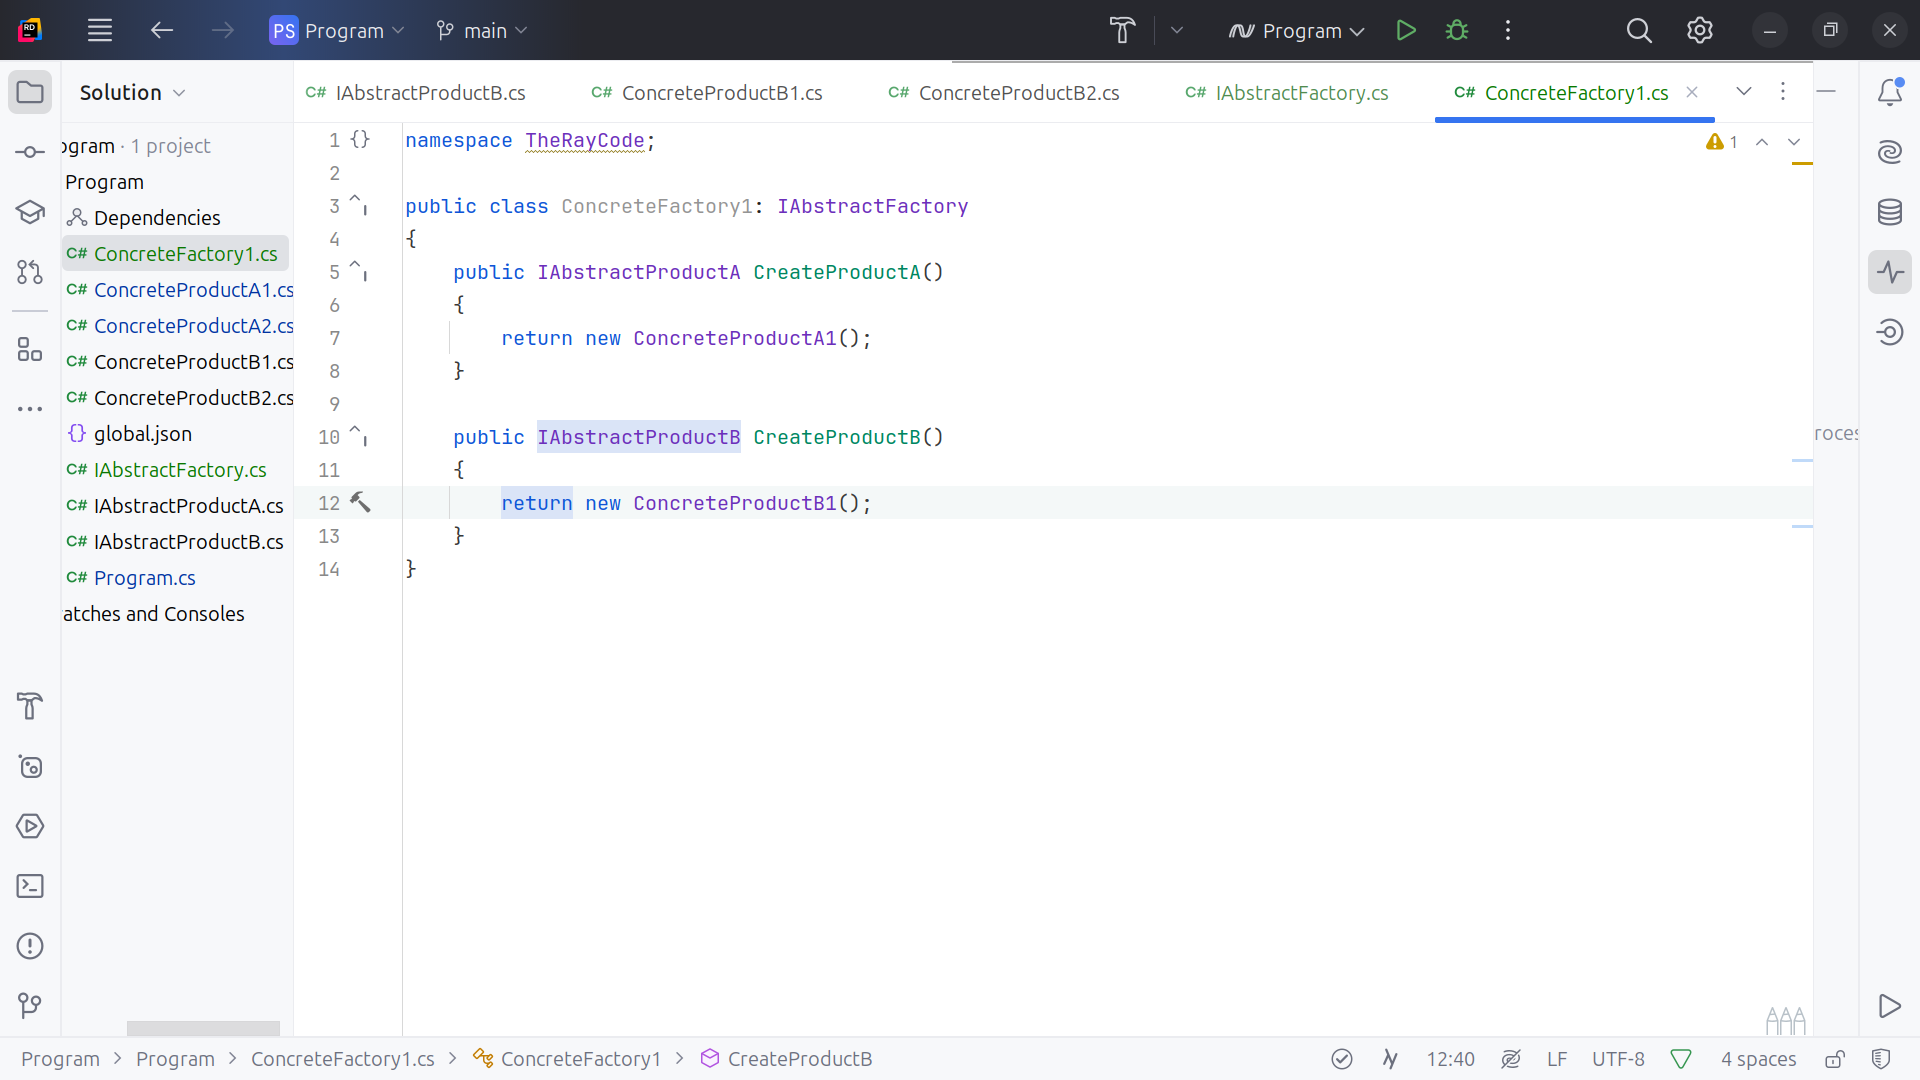 PS Program main Program
Solution
IAbstractProductB.cs ConcreteProductB1.cs ConcreteProductB2.cs IAbstractFactory.cs ConcreteFactory1.cs
ogram · 1 project
Program
Dependencies
C# ConcreteFactory1.cs
C# ConcreteProductA1.cs
C# ConcreteProductA2.cs
C# ConcreteProductB1.cs
C# ConcreteProductB2.cs
{} global.json
C# IAbstractFactory.cs
C# IAbstractProductA.cs
C# IAbstractProductB.cs
C# Program.cs
atches and Consoles
1 {} namespace TheRayCode;
2
3 public class ConcreteFactory1: IAbstractFactory
4 {
5 public IAbstractProductA CreateProductA()
6 {
7 return new ConcreteProductA1();
8 }
9
10 public IAbstractProductB CreateProductB()
11 {
12 return new ConcreteProductB1();
13 }
14 }
1
roces
Program > Program > ConcreteFactory1.cs > ConcreteFactory1 > CreateProductB 12:40 LF UTF-8 4 spaces